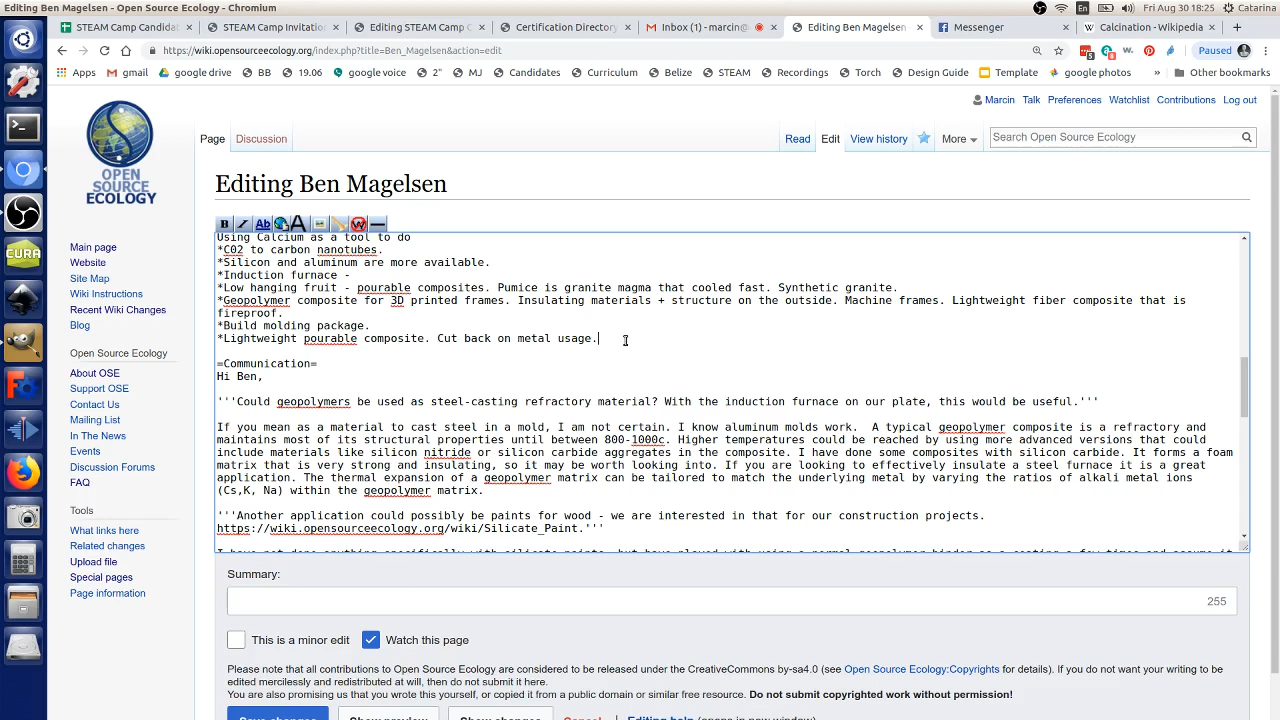 Editing Ben Magelsen - Open Source Ecology - Chromium
En
Fri Aug 30 18:25
Catarina
STEAM Camp Candidat
STEAM Camp Invitation
Editing STEAM Camp C
Certification Directory
Inbox (1) - marcin@
Editing Ben Magelsen
Messenger
Calcination - Wikipedia
https://wiki.opensourceecology.org/index.php?title=Ben_Magelsen&action=edit
Paused
Apps
gmail
google drive
BB
19.06
google voice
2"
MJ
Candidates
Curriculum
Belize
STEAM
Recordings
Torch
Design Guide
Template
google photos
»
Other bookmarks
OPEN
SOURCE
ECOLOGY
Marcin
Talk
Preferences
Watchlist
Contributions
Log out
Page
Discussion
Read
Edit
View history
More
Search Open Source Ecology
Editing Ben Magelsen
Main page
Website
Site Map
Wiki Instructions
Recent Wiki Changes
Blog
Open Source Ecology
About OSE
Support OSE
Contact Us
Mailing List
In The News
Events
Discussion Forums
FAQ
Tools
What links here
Related changes
Upload file
Special pages
Page information
CURA
B
I
Ab
A
W
Using Calcium as a tool to do
*C02 to carbon nanotubes.
*Silicon and aluminum are more available.
*Induction furnace -
*Low hanging fruit - pourable composites. Pumice is granite magma that cooled fast. Synthetic granite.
*Geopolymer composite for 3D printed frames. Insulating materials + structure on the outside. Machine frames. Lightweight fiber composite that is
fireproof.
*Build molding package.
*Lightweight pourable composite. Cut back on metal usage.
=Communication=
Hi Ben,
'''Could geopolymers be used as steel-casting refractory material? With the induction furnace on our plate, this would be useful.'''
If you mean as a material to cast steel in a mold, I am not certain. I know aluminum molds work.  A typical geopolymer composite is a refractory and
maintains most of its structural properties until between 800-1000c. Higher temperatures could be reached by using more advanced versions that could
include materials like silicon nitride or silicon carbide aggregates in the composite. I have done some composites with silicon carbide. It forms a foam
matrix that is very strong and insulating, so it may be worth looking into. If you are looking to effectively insulate a steel furnace it is a great
application. The thermal expansion of a geopolymer matrix can be tailored to match the underlying metal by varying the ratios of alkali metal ions
(Cs,K, Na) within the geopolymer matrix.
'''Another application could possibly be paints for wood - we are interested in that for our construction projects.
https://wiki.opensourceecology.org/wiki/Silicate_Paint.'''
Summary:
255
This is a minor edit
Watch this page
Please note that all contributions to Open Source Ecology are considered to be released under the CreativeCommons by-sa4.0 (see Open Source Ecology:Copyrights for details). If you do not want your writing to be
edited mercilessly and redistributed at will, then do not submit it here.
You are also promising us that you wrote this yourself, or copied it from a public domain or similar free resource. Do not submit copyrighted work without permission!
Save changes
Show preview
Show changes
Cancel
Editing help (opens in new window)